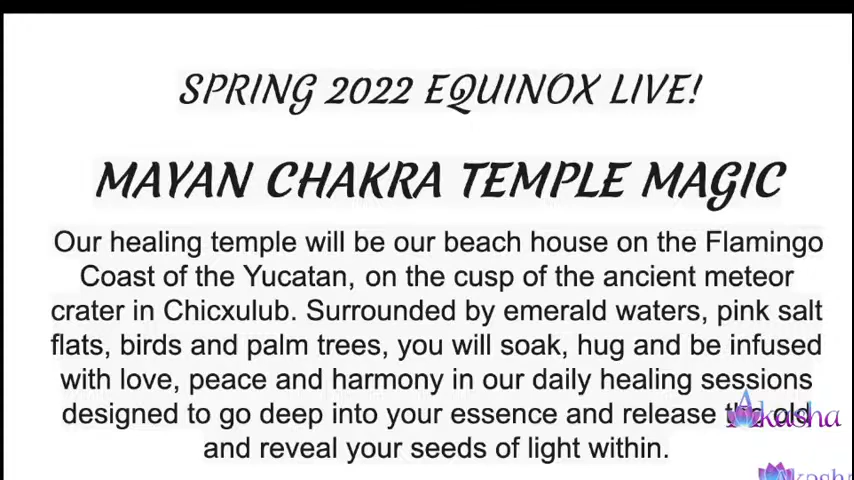 SPRING 2022 EQUINOX LIVE!
MAYAN CHAKRA TEMPLE MAGIC
Our healing temple will be our beach house on the Flamingo
Coast of the Yucatan, on the cusp of the ancient meteor
crater in Chicxulub. Surrounded by emerald waters, pink salt
flats, birds and palm trees, you will soak, hug and be infused
with love, peace and harmony in our daily healing sessions
designed to go deep into your essence and release the old
Akasha
and reveal your seeds of light within.
Akasha